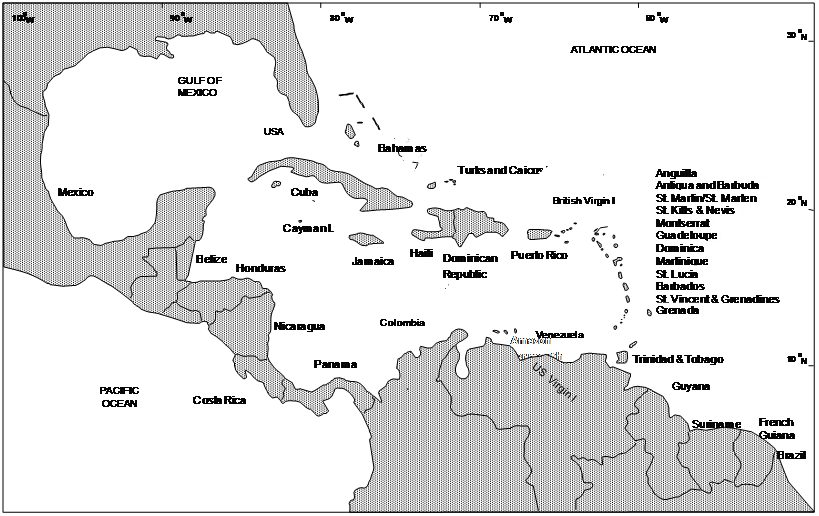 100°W
90°W
80°W
70°W
60°W
30°N
ATLANTIC OCEAN
GULF OF
MEXICO
USA
Bahamas
Turks and Caicos
Anguilla
Antiqua and Barbuda
St. Martin/St. Marten
St. Kills & Nevis
Montserrat
Guadeloupe
Dominica
Martinique
St. Lucia
Barbados
St. Vincent & Grenadines
Grenada
Mexico
Cuba
British Virgin I
20°N
Cayman I.
Belize
Honduras
Jamaica
Haiti
Dominican
Republic
Puerto Rico
Nicaragua
Colombia
Venezuela
Amazon
Trinidad & Tobago
10°N
Panama
US Virgin I
PACIFIC
OCEAN
Costa Rica
Guyana
Suriname
French
Guiana
Brazil